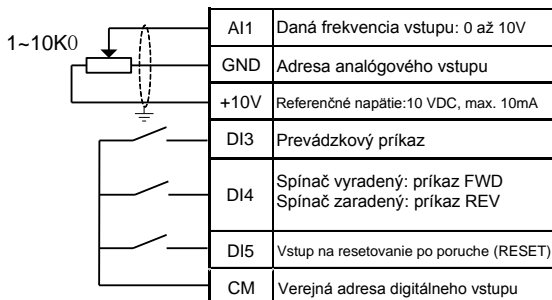 1~10K0
AI1 Daná frekvencia vstupu: 0 až 10V
GND Adresa analógového vstupu
+10V Referenčné napätie:10 VDC, max. 10mA
DI3 Prevádzkový príkaz
DI4 Spínač vyradený: príkaz FWD
Spínač zaradený: príkaz REV
DI5 Vstup na resetovanie po poruche (RESET)
CM Verejná adresa digitálneho vstupu